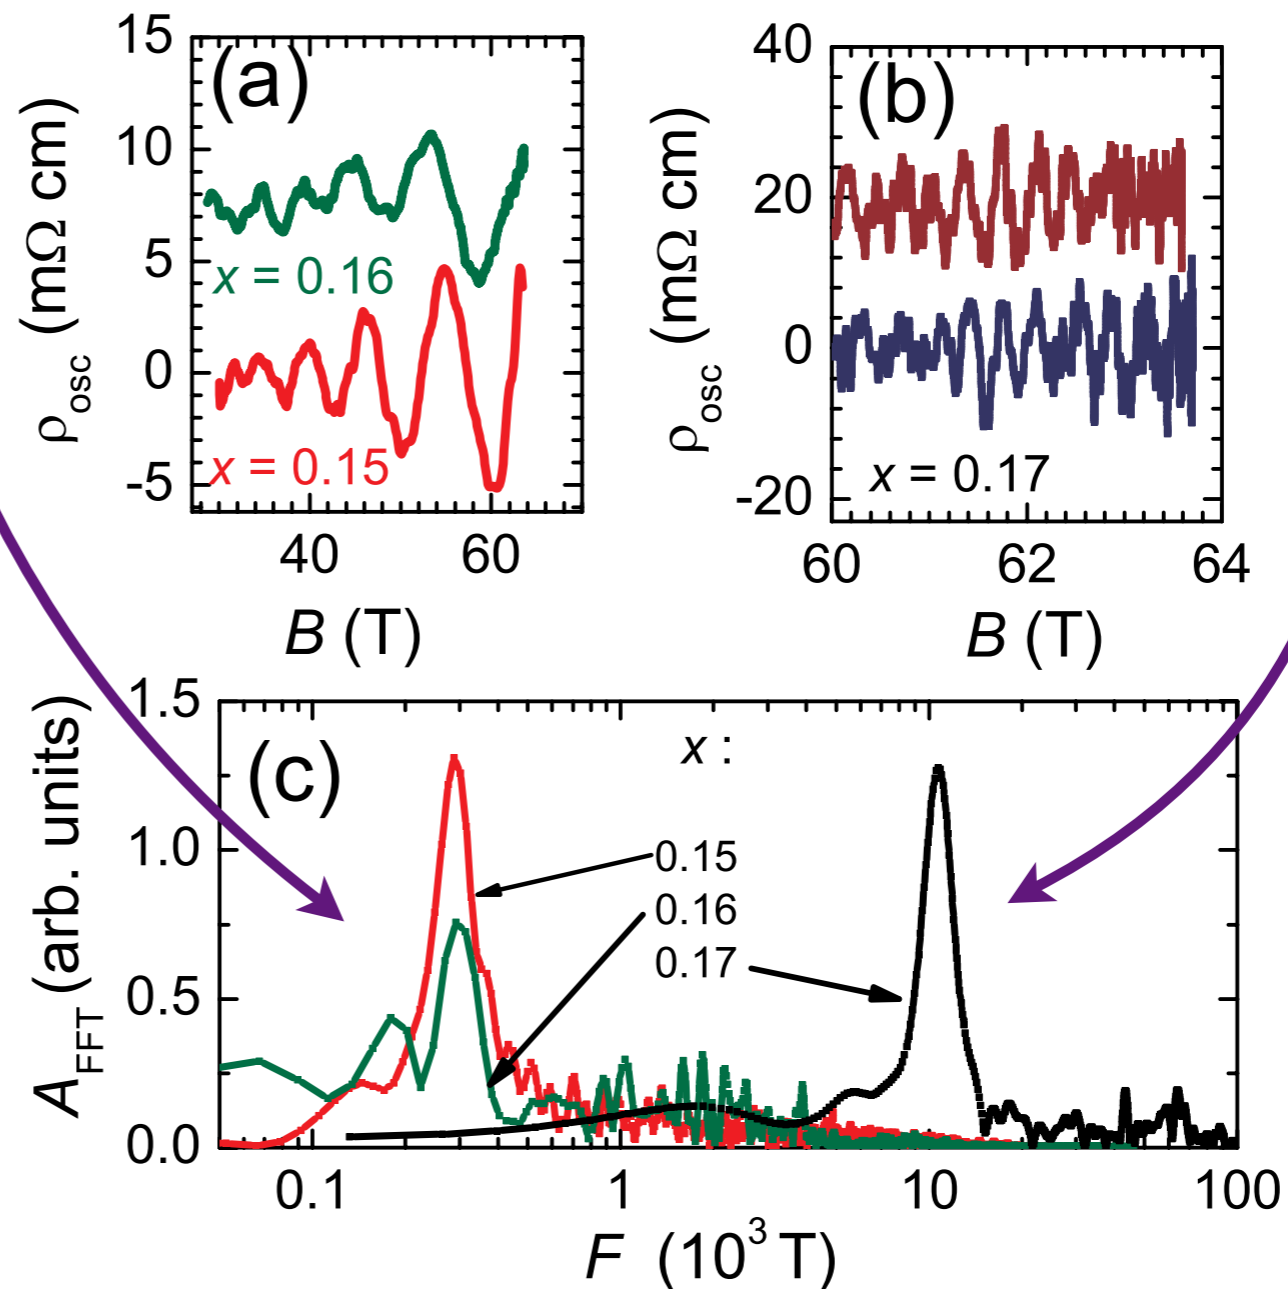 (a)
15
10
5
0
-5
ρosc (mΩ cm)
x = 0.16
x = 0.15
40 60
B (T)
(b)
40
20
0
-20
ρosc (mΩ cm)
x = 0.17
60 62 64
B (T)
(c)
1.5
1.0
0.5
0.0
AFFT (arb. units)
x :
0.15
0.16
0.17
0.1 1 10 100
F (10³ T)